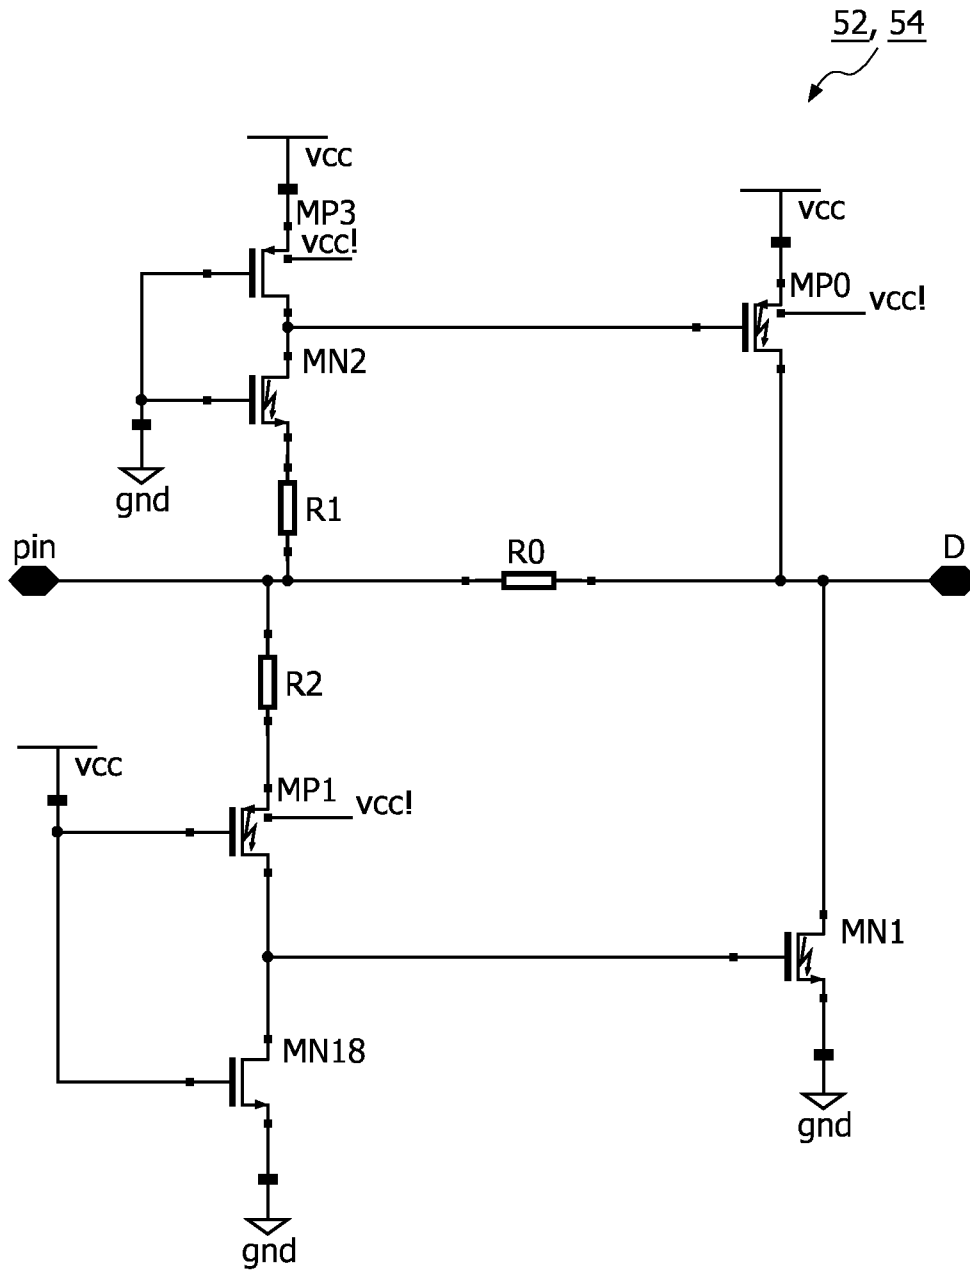 52, 54
vcc
MP3
vcc!
vcc
MP0
vcc!
MN2
gnd
R1
pin
R0
D
R2
vcc
MP1
vcc!
MN1
MN18
gnd
gnd